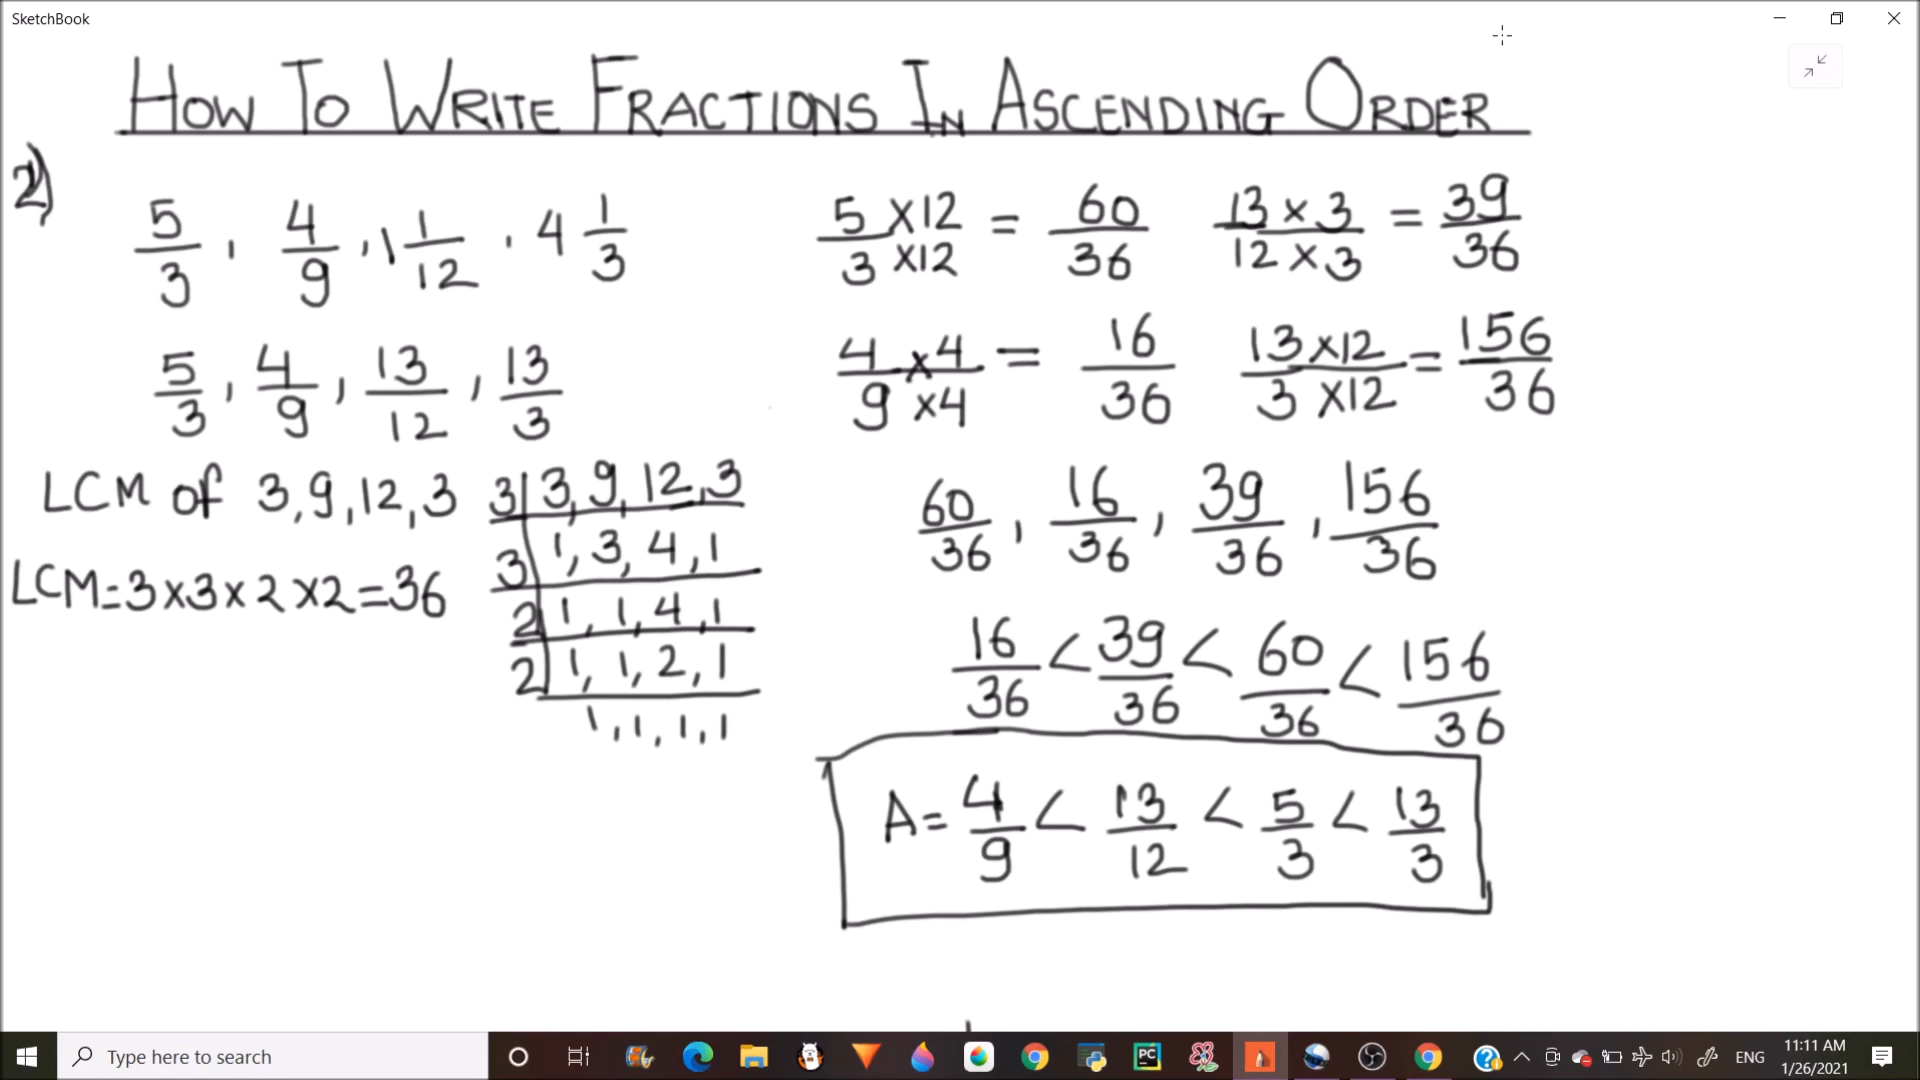 SketchBook
HOW TO WRITE FRACTIONS IN ASCENDING ORDER
2)
5/3, 4/9, 1 1/12, 4 1/3
5/3, 4/9, 13/12, 13/3
LCM of 3,9,12,3
3|3,9,12,3
3|1,3,4,1
2|1,1,4,1
2|1,1,2,1
1,1,1,1
LCM=3x3x2x2=36
5x12/3x12 = 60/36
13x3/12x3 = 39/36
4x4/9x4 = 16/36
13x12/3x12 = 156/36
60/36, 16/36, 39/36, 156/36
16/36 < 39/36 < 60/36 < 156/36
A= 4/9 < 13/12 < 5/3 < 13/3
Type here to search
PC
ENG
11:11 AM
1/26/2021